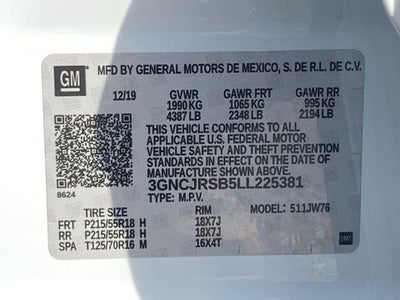 GM
MFD BY GENERAL MOTORS DE MEXICO, S. DE R.L. DE C.V.
12/19 GVWR GAWR FRT GAWR RR
1990 KG 1065 KG 995 KG
4387 LB 2348 LB 2194 LB
THIS VEHICLE CONFORMS TO ALL
APPLICABLE U.S. FEDERAL MOTOR
VEHICLE SAFETY, BUMPER, AND THEFT
PREVENTION STANDARDS IN EFFECT ON
THE DATE OF MANUFACTURE SHOWN ABOVE.
3GNCJRSB5LL225381
8624 TYPE: M.P.V.
TIRE SIZE RIM MODEL: 511JW76
FRT P215/55R18 H 18X7J
RR P215/55R18 H 18X7J
SPA T125/70R16 M 16X4T
GM